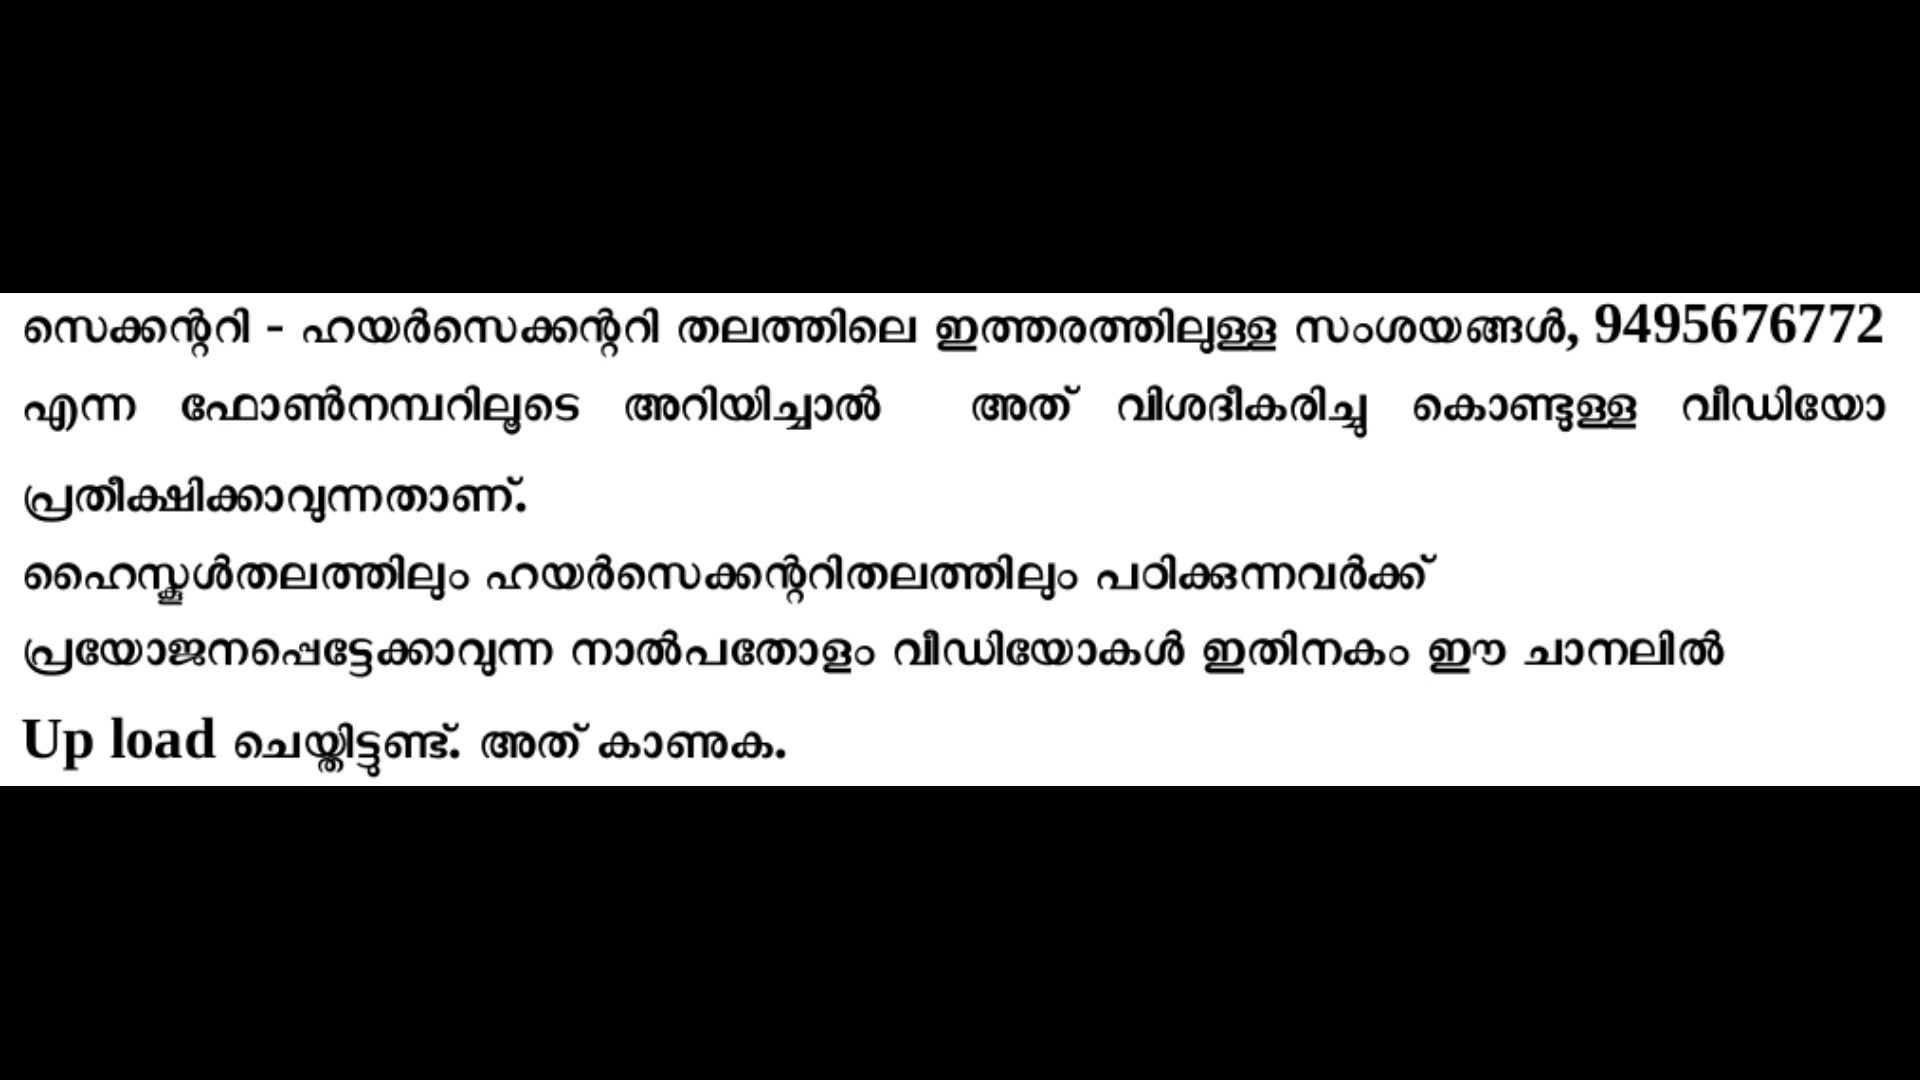 സെക്കന്ററി - ഹയർസെക്കന്ററി തലത്തിലെ ഇത്തരത്തിലുള്ള സംശയങ്ങൾ, 9495676772
എന്ന ഫോൺനമ്പറിലൂടെ അറിയിച്ചാൽ അത് വിശദീകരിച്ചു കൊണ്ടുള്ള വീഡിയോ
പ്രതീക്ഷിക്കാവുന്നതാണ്.
ഹൈസ്കൂൾതലത്തിലും ഹയർസെക്കന്ററിതലത്തിലും പഠിക്കുന്നവർക്ക്
പ്രയോജനപ്പെട്ടേക്കാവുന്ന നാൽപതോളം വീഡിയോകൾ ഇതിനകം ഈ ചാനലിൽ
Up load ചെയ്തിട്ടുണ്ട്. അത് കാണുക.